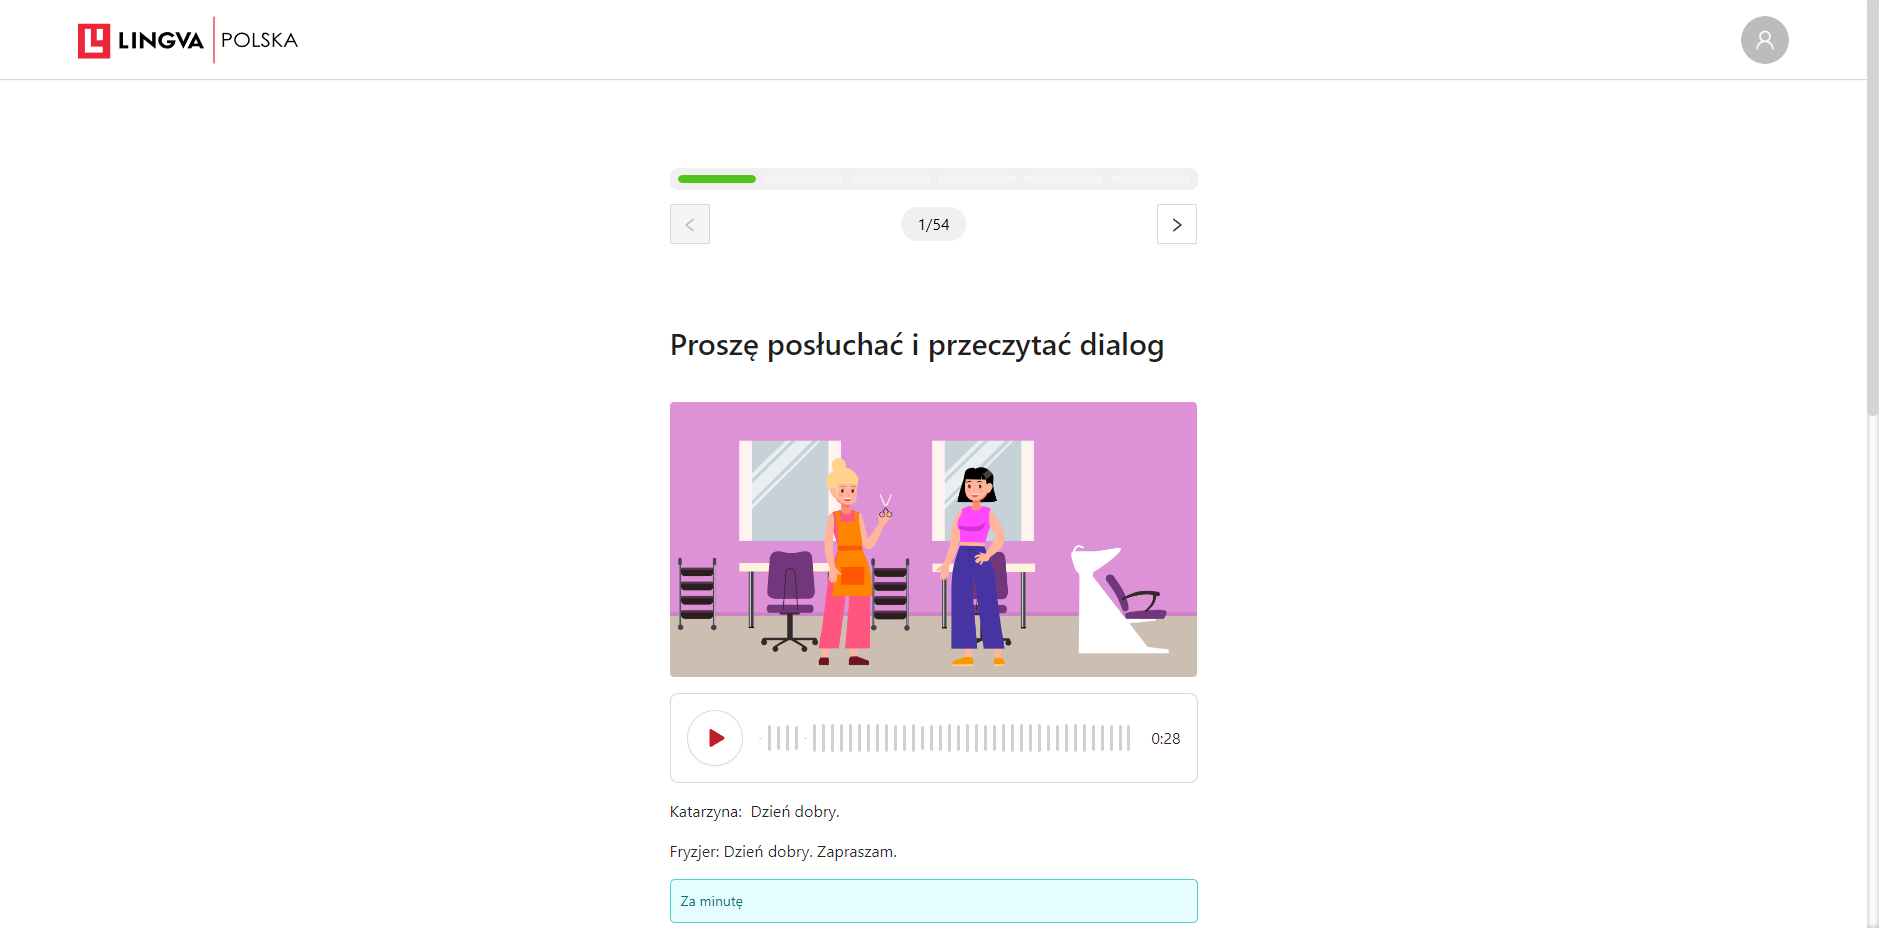 LINGVA POLSKA
1/54
Proszę posłuchać i przeczytać dialog
0:28
Katarzyna: Dzień dobry.
Fryzjer: Dzień dobry. Zapraszam.
Za minutę